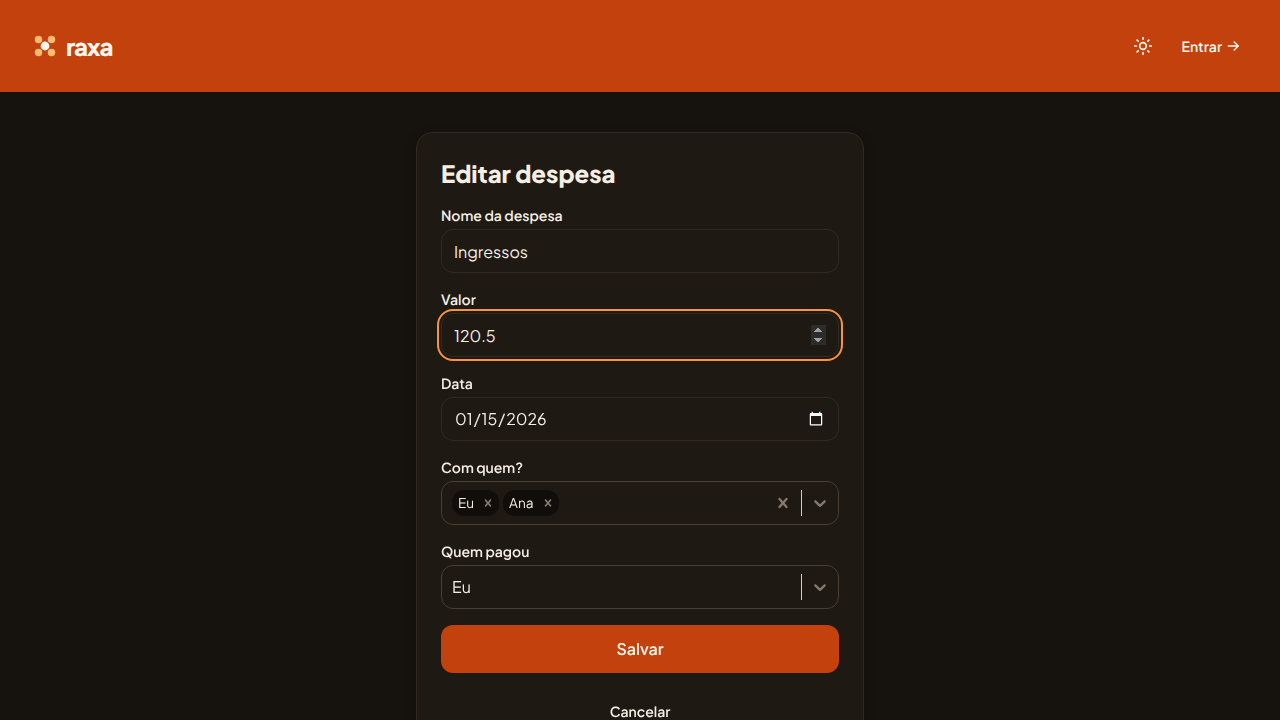 raxa
Entrar →
Editar despesa
Nome da despesa
Ingressos
Valor
120.5
Data
01/15/2026
Com quem?
Eu
Ana
Quem pagou
Eu
Salvar
Cancelar